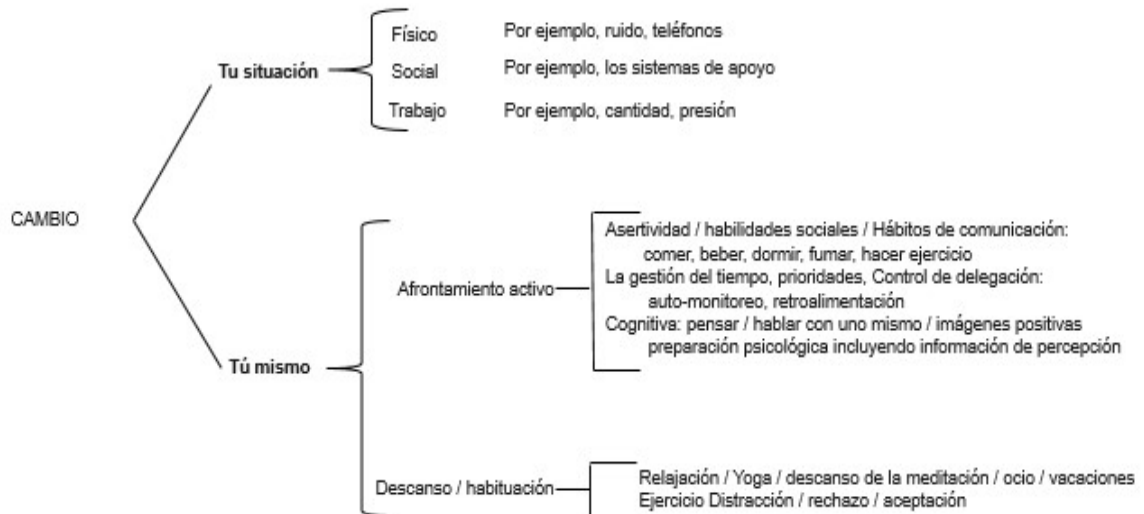 Físico Por ejemplo, ruido, teléfonos
Tu situación
Social Por ejemplo, los sistemas de apoyo
Trabajo Por ejemplo, cantidad, presión
CAMBIO
Asertividad / habilidades sociales / Hábitos de comunicación:
comer, beber, dormir, fumar, hacer ejercicio
La gestión del tiempo, prioridades, Control de delegación:
Afrontamiento activo
auto-monitoreo, retroalimentación
Cognitiva: pensar / hablar con uno mismo / imágenes positivas
preparación psicológica incluyendo información de percepción
Tú mismo
Descanso / habituación
Relajación / Yoga / descanso de la meditación / ocio / vacaciones
Ejercicio Distracción / rechazo / aceptación